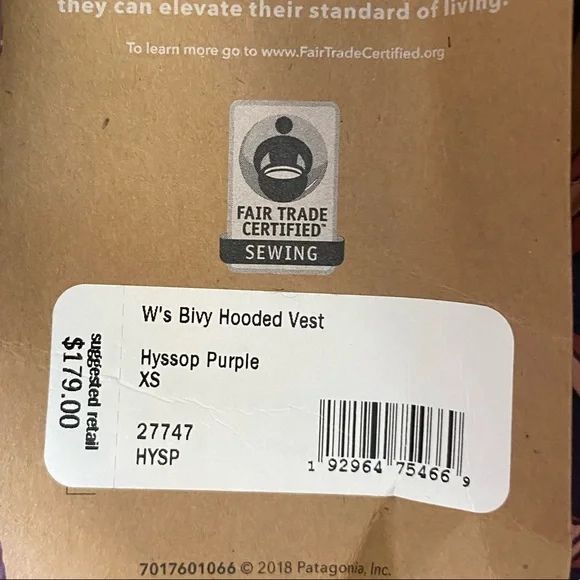 they can elevate their standard of living.
To learn more go to www.FairTradeCertified.org
FAIR TRADE
CERTIFIED™
SEWING
W's Bivy Hooded Vest
Hyssop Purple
XS
27747
HYSP
suggested retail
$179.00
1 92964 75466 9
7017601066 © 2018 Patagonia, Inc.